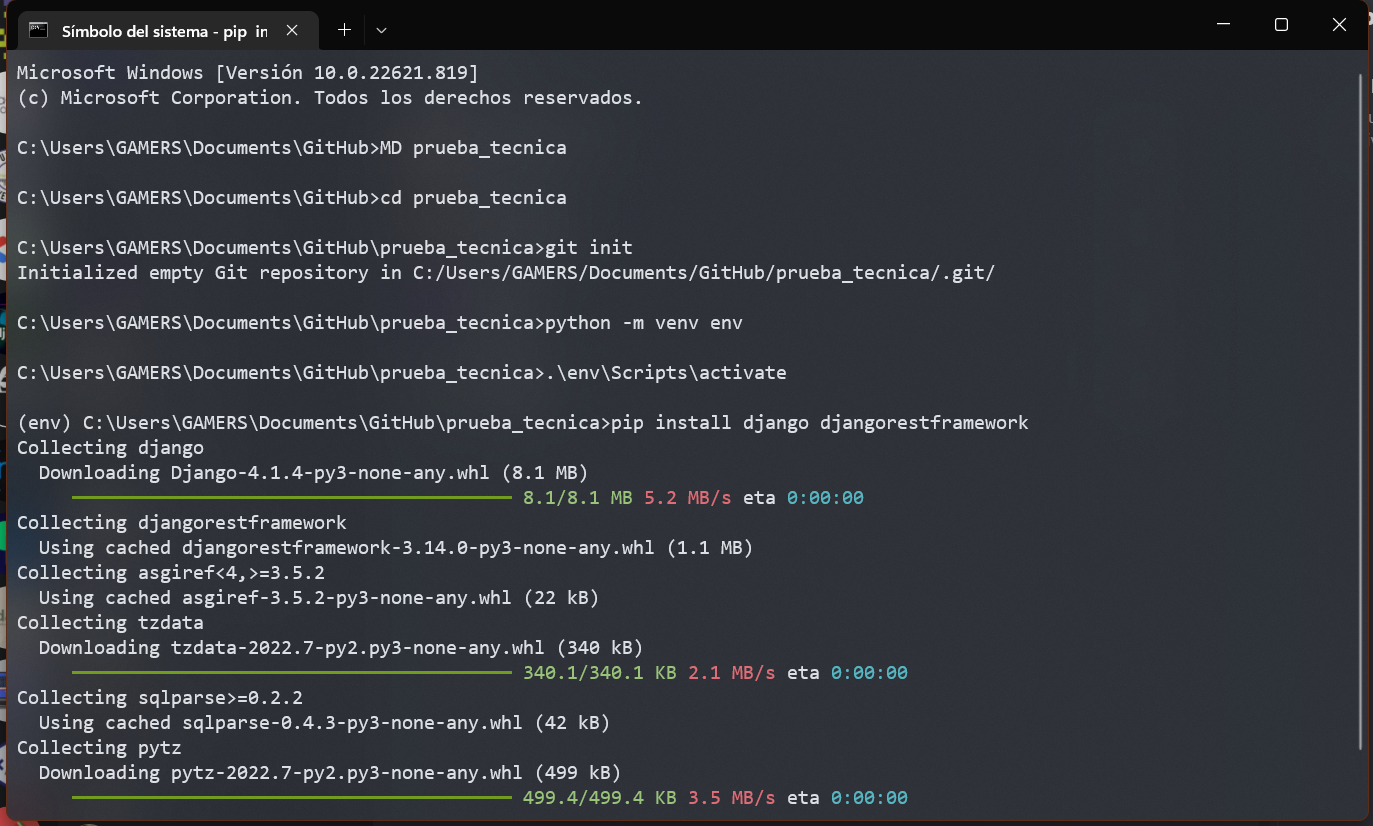 Símbolo del sistema - pip in
Microsoft Windows [Versión 10.0.22621.819]
(c) Microsoft Corporation. Todos los derechos reservados.
C:\Users\GAMERS\Documents\GitHub>MD prueba_tecnica
C:\Users\GAMERS\Documents\GitHub>cd prueba_tecnica
C:\Users\GAMERS\Documents\GitHub\prueba_tecnica>git init
Initialized empty Git repository in C:/Users/GAMERS/Documents/GitHub/prueba_tecnica/.git/
C:\Users\GAMERS\Documents\GitHub\prueba_tecnica>python -m venv env
C:\Users\GAMERS\Documents\GitHub\prueba_tecnica>.\env\Scripts\activate
(env) C:\Users\GAMERS\Documents\GitHub\prueba_tecnica>pip install django djangorestframework
Collecting django
Downloading Django-4.1.4-py3-none-any.whl (8.1 MB)
8.1/8.1 MB 5.2 MB/s eta 0:00:00
Collecting djangorestframework
Using cached djangorestframework-3.14.0-py3-none-any.whl (1.1 MB)
Collecting asgiref<4,>=3.5.2
Using cached asgiref-3.5.2-py3-none-any.whl (22 kB)
Collecting tzdata
Downloading tzdata-2022.7-py2.py3-none-any.whl (340 kB)
340.1/340.1 KB 2.1 MB/s eta 0:00:00
Collecting sqlparse>=0.2.2
Using cached sqlparse-0.4.3-py3-none-any.whl (42 kB)
Collecting pytz
Downloading pytz-2022.7-py2.py3-none-any.whl (499 kB)
499.4/499.4 KB 3.5 MB/s eta 0:00:00